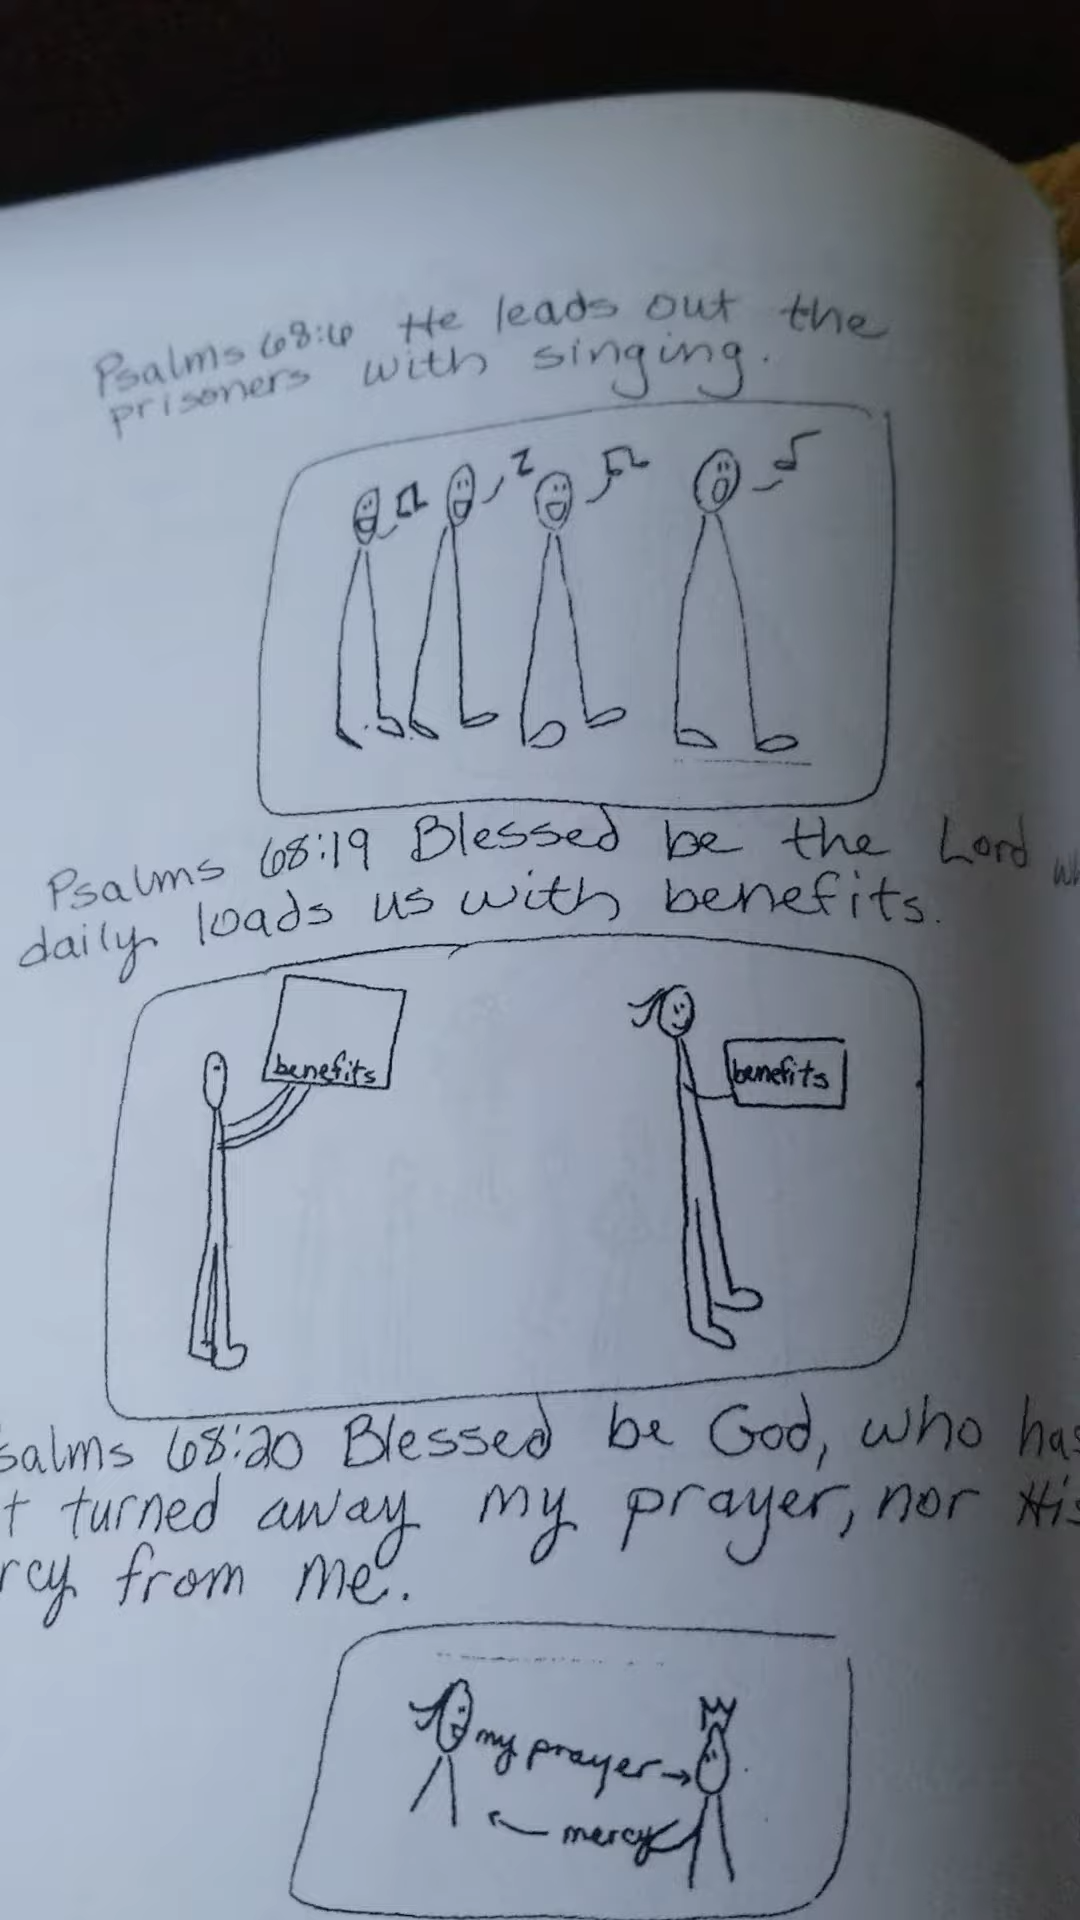 Psalms 68:6 He leads out the
prisoners with singing.
Psalms 68:19 Blessed be the Lord
daily loads us with benefits.
benefits
benefits
salms 68:20 Blessed be God, who has
t turned away my prayer, nor His
rcy from me.
my prayer
mercy